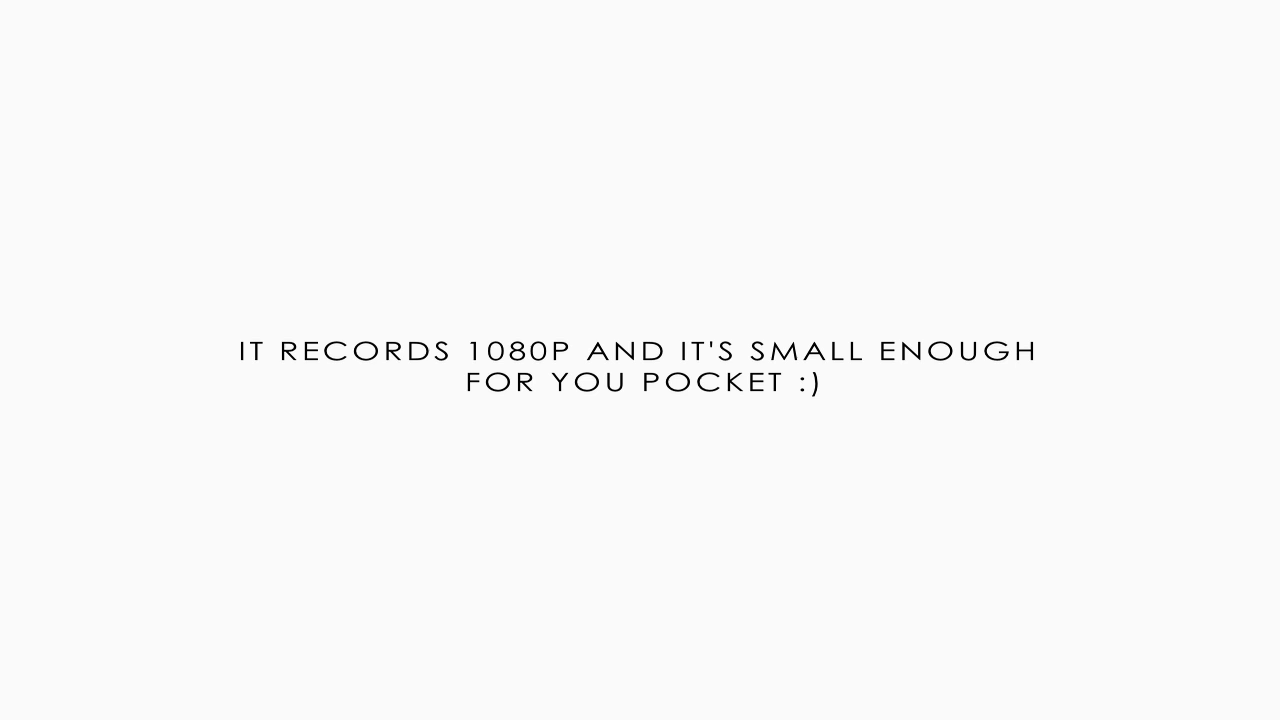 IT RECORDS 1080P AND IT'S SMALL ENOUGH
FOR YOU POCKET :)